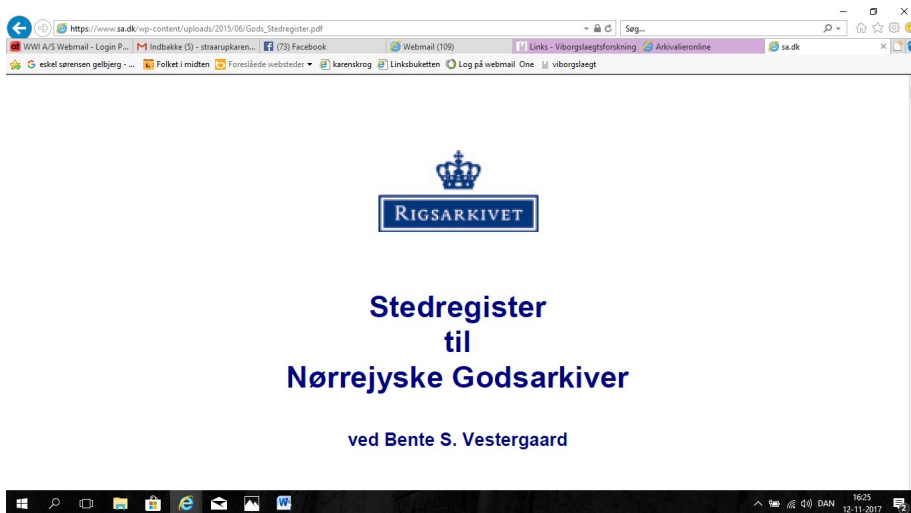 https://www.sa.dk/wp-content/uploads/2015/06/Gods_Stedregister.pdf
Søg...
at WWI A/S Webmail - Login P...
M Indbakke (5) - straarupkaren...
(73) Facebook
Webmail (109)
Links - Viborgslaegtsforskning
Arkivalieronline
sa.dk
G eskel sørensen gelbjerg - ...
Folket i midten
Foreslåede websteder
karenskrog
Linksbuketten
Log på webmail One
viborgslaegt
RIGSARKIVET
Stedregister
til
Nørrejyske Godsarkiver
ved Bente S. Vestergaard
DAN
16:25
12-11-2017